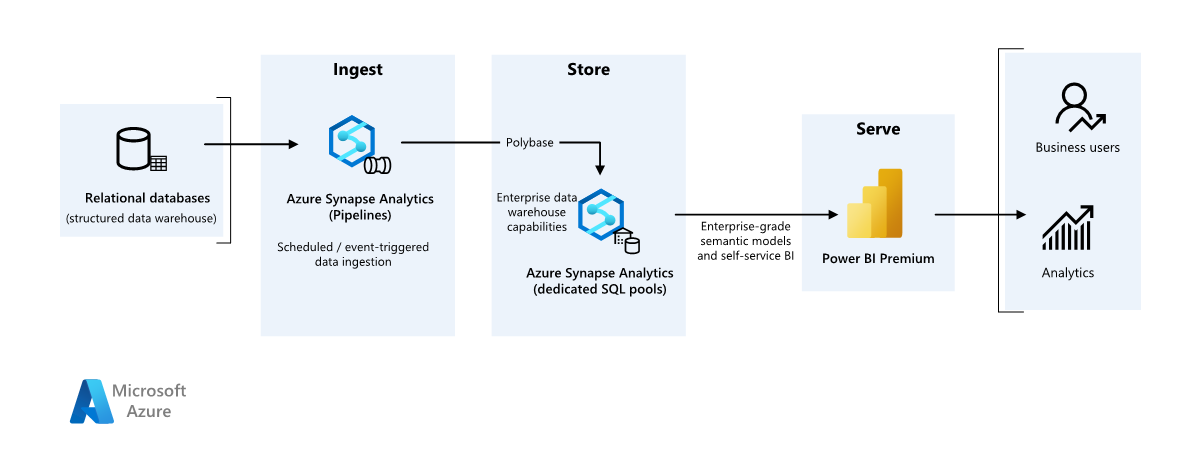 Relational databases
(structured data warehouse)
Ingest
Azure Synapse Analytics
(Pipelines)
Scheduled / event-triggered
data ingestion
Store
Polybase
Enterprise data
warehouse
capabilities
Azure Synapse Analytics
(dedicated SQL pools)
Enterprise-grade
semantic models
and self-service BI
Serve
Power BI Premium
Business users
Analytics
Microsoft
Azure